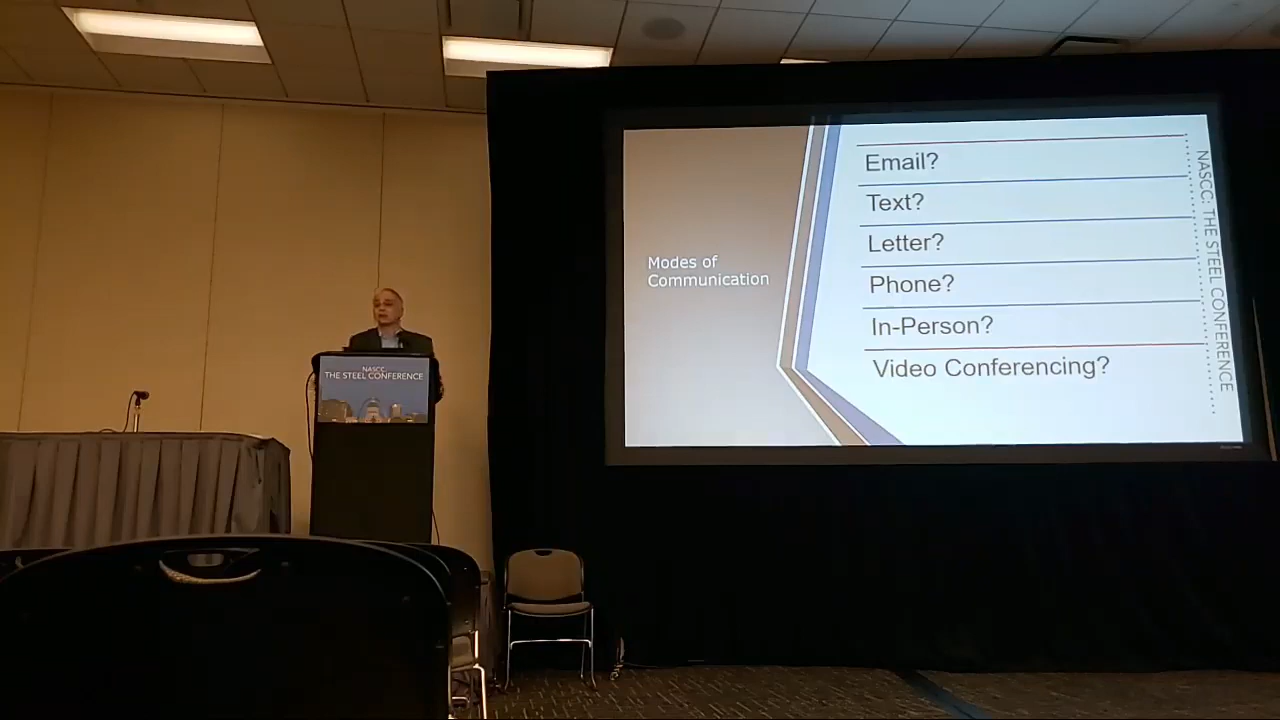 NASCC:
THE STEEL CONFERENCE
Modes of
Communication
Email?
Text?
Letter?
Phone?
In-Person?
Video Conferencing?
NASCC: THE STEEL CONFERENCE